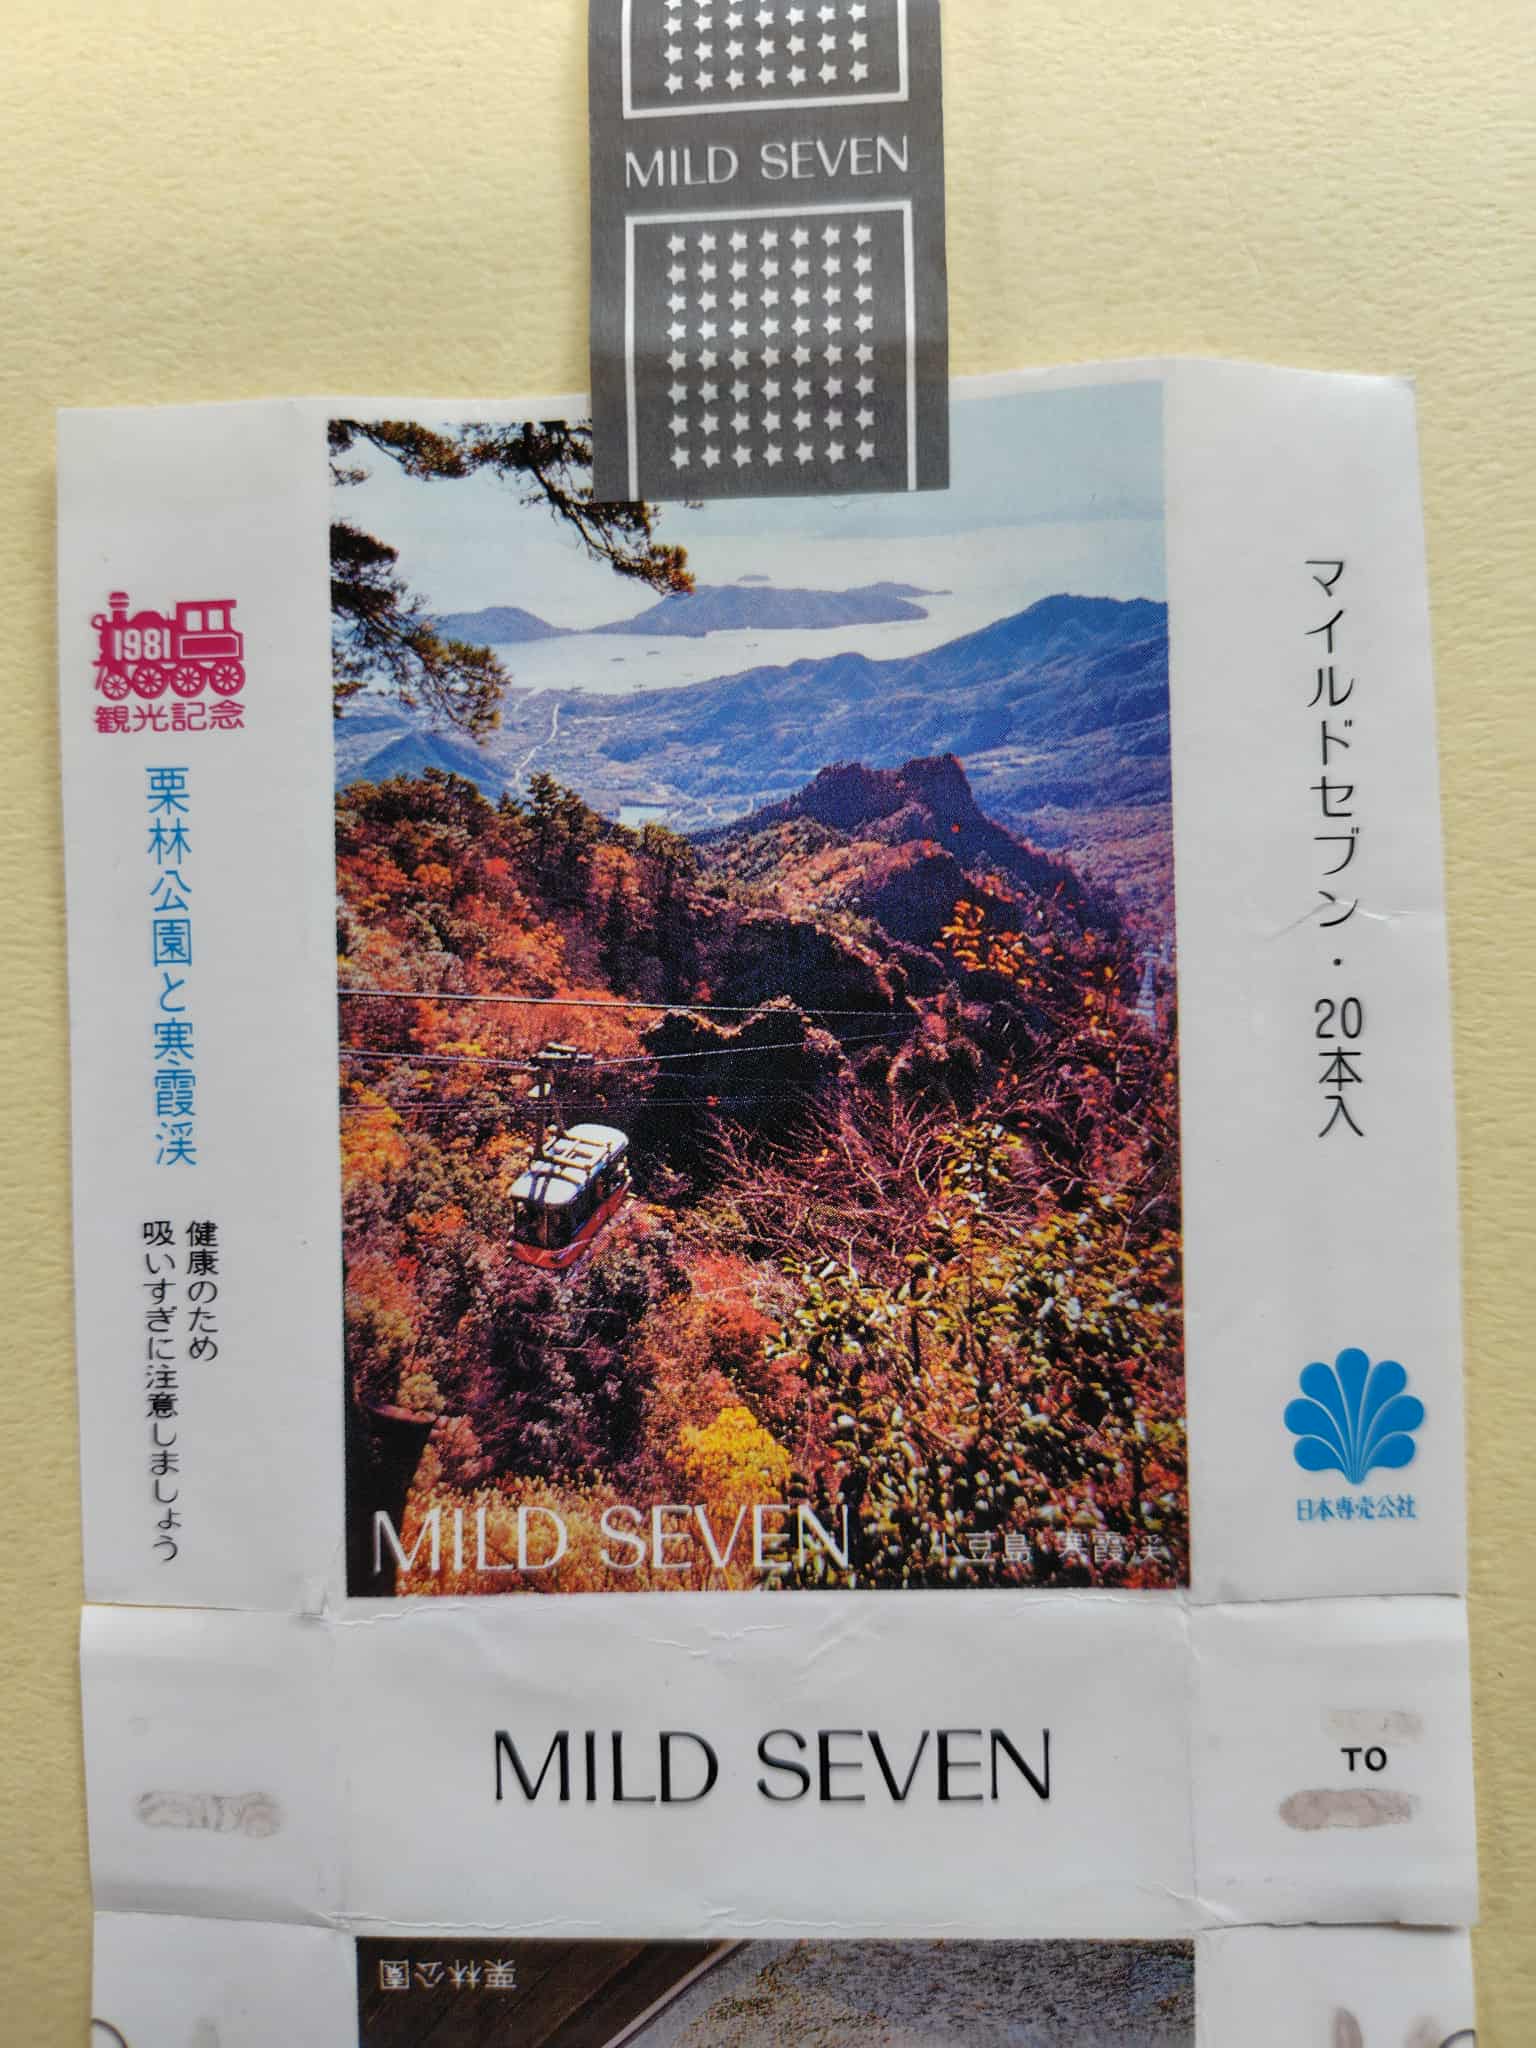 MILD SEVEN
1981
観光記念
栗林公園と寒霞渓
健康のため
吸いすぎに注意しましょう
マイルドセブン・20本入
日本専売公社
MILD SEVEN
小豆島 寒霞渓
MILD SEVEN
TO
栗林公園